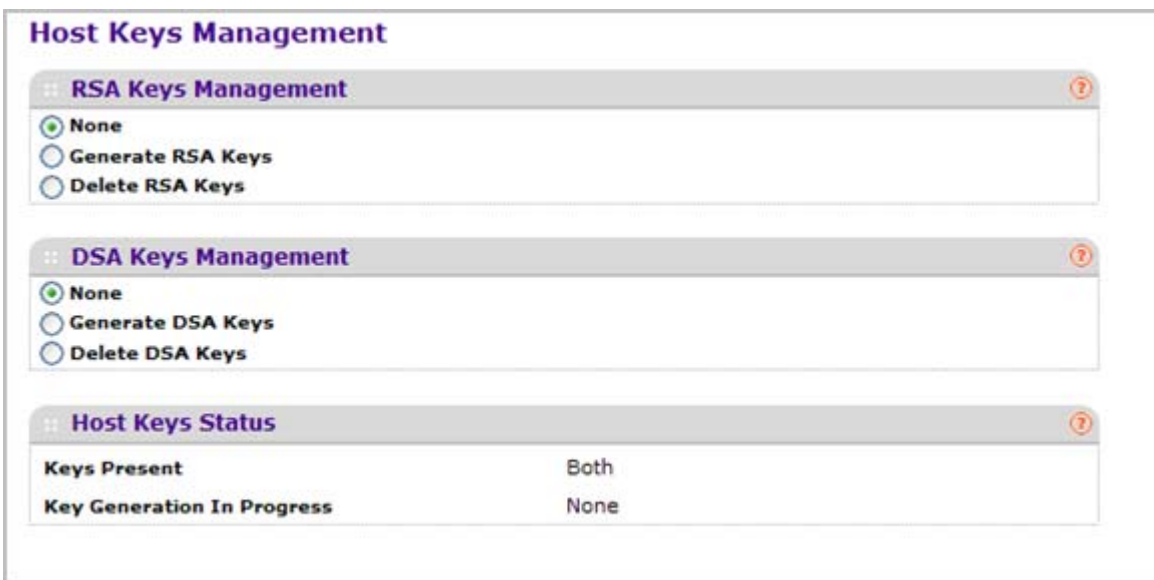 Host Keys Management
RSA Keys Management
None
Generate RSA Keys
Delete RSA Keys
DSA Keys Management
None
Generate DSA Keys
Delete DSA Keys
Host Keys Status
Keys Present Both
Key Generation In Progress None